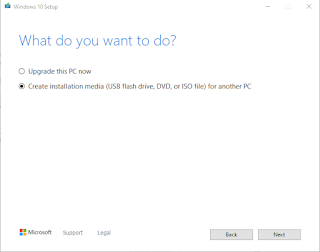 Windows 10 Setup
What do you want to do?
Upgrade this PC now
Create installation media (USB flash drive, DVD, or ISO file) for another PC
Microsoft Support Legal Back Next